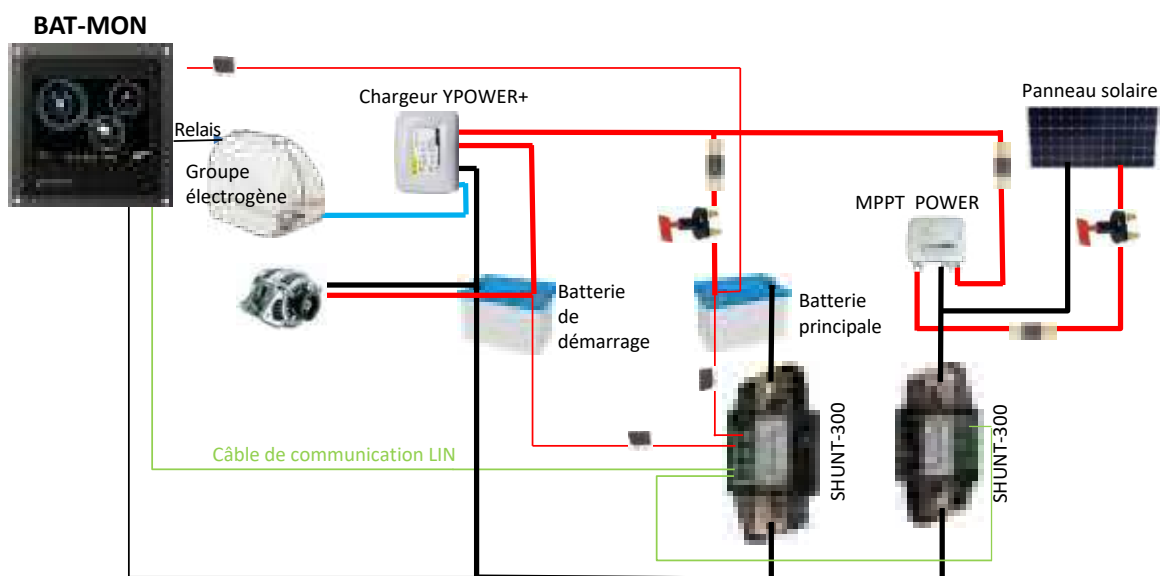 BAT-MON
Chargeur YPOWER+
Panneau solaire
Relais
Groupe
électrogène
MPPT POWER
Batterie
de
démarrage
Batterie
principale
Câble de communication LIN
SHUNT-300
SHUNT-300